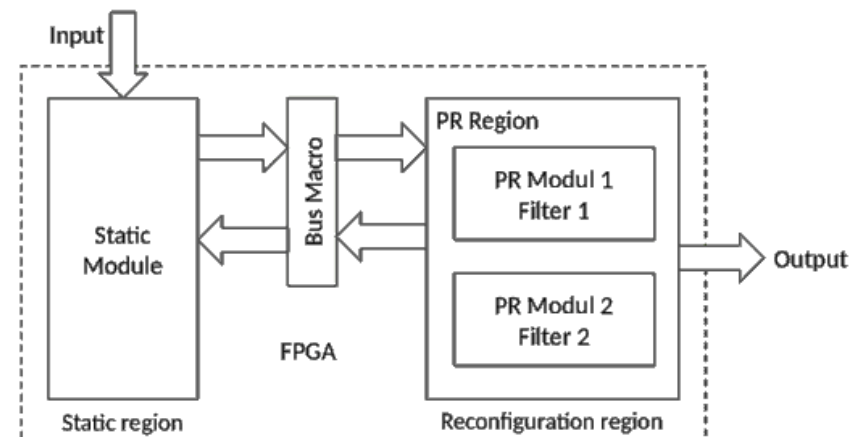 Input
PR Region
PR Modul 1
Filter 1
Bus Macro
Static
Module
Output
PR Modul 2
Filter 2
FPGA
Static region
Reconfiguration region